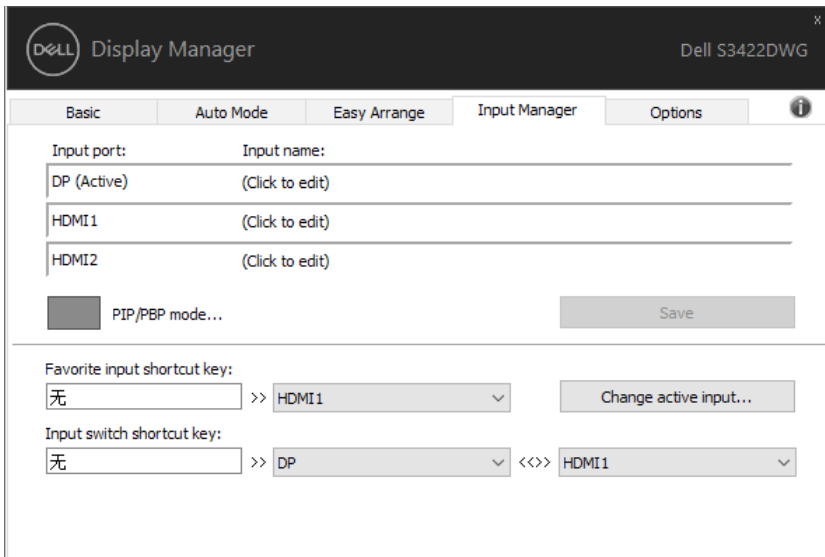 DELL Display Manager Dell S3422DWG x
Basic Auto Mode Easy Arrange Input Manager Options i
Input port: Input name:
DP (Active) (Click to edit)
HDMI1 (Click to edit)
HDMI2 (Click to edit)
PIP/PBP mode... Save
Favorite input shortcut key:
无 >> HDMI1 Change active input...
Input switch shortcut key:
无 >> DP <<>> HDMI1